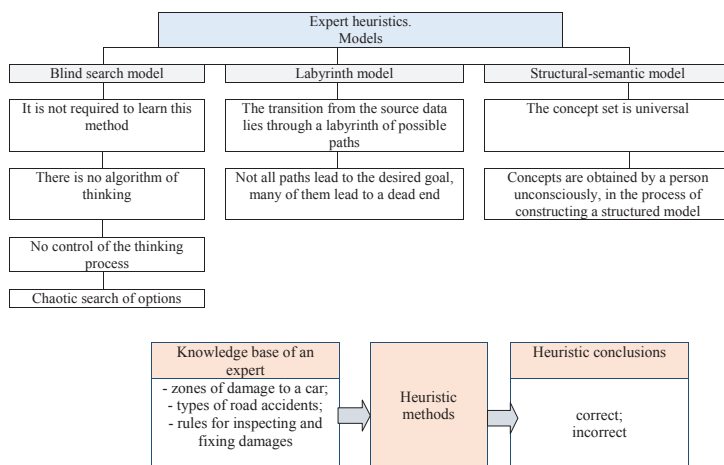 Expert heuristics.
Models
Blind search model
It is not required to learn this
method
There is no algorithm of
thinking
No control of the thinking
process
Chaotic search of options
Labyrinth model
The transition from the source data
lies through a labyrinth of possible
paths
Not all paths lead to the desired goal,
many of them lead to a dead end
Structural-semantic model
The concept set is universal
Concepts are obtained by a person
unconsciously, in the process of
constructing a structured model
Knowledge base of an
expert
- zones of damage to a car;
- types of road accidents;
- rules for inspecting and
fixing damages
Heuristic
methods
Heuristic conclusions
correct;
incorrect